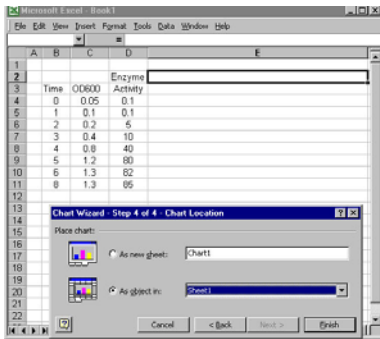 Microsoft Excel - Book1
File Edit View Insert Format Tools Data Window Help
=
A B C D E
1
2 Enzyme
3 Time OD600 Activity
4 0 0.05 0.1
5 1 0.1 0.1
6 2 0.2 5
7 3 0.4 10
8 4 0.8 40
9 5 1.2 80
10 6 1.3 82
11 8 1.3 85
12
13
14
15
16
17
18
19
20
21
22
Chart Wizard - Step 4 of 4 - Chart Location
Place chart:
As new sheet: Chart1
As object in: Sheet1
Cancel < Back Next > Finish